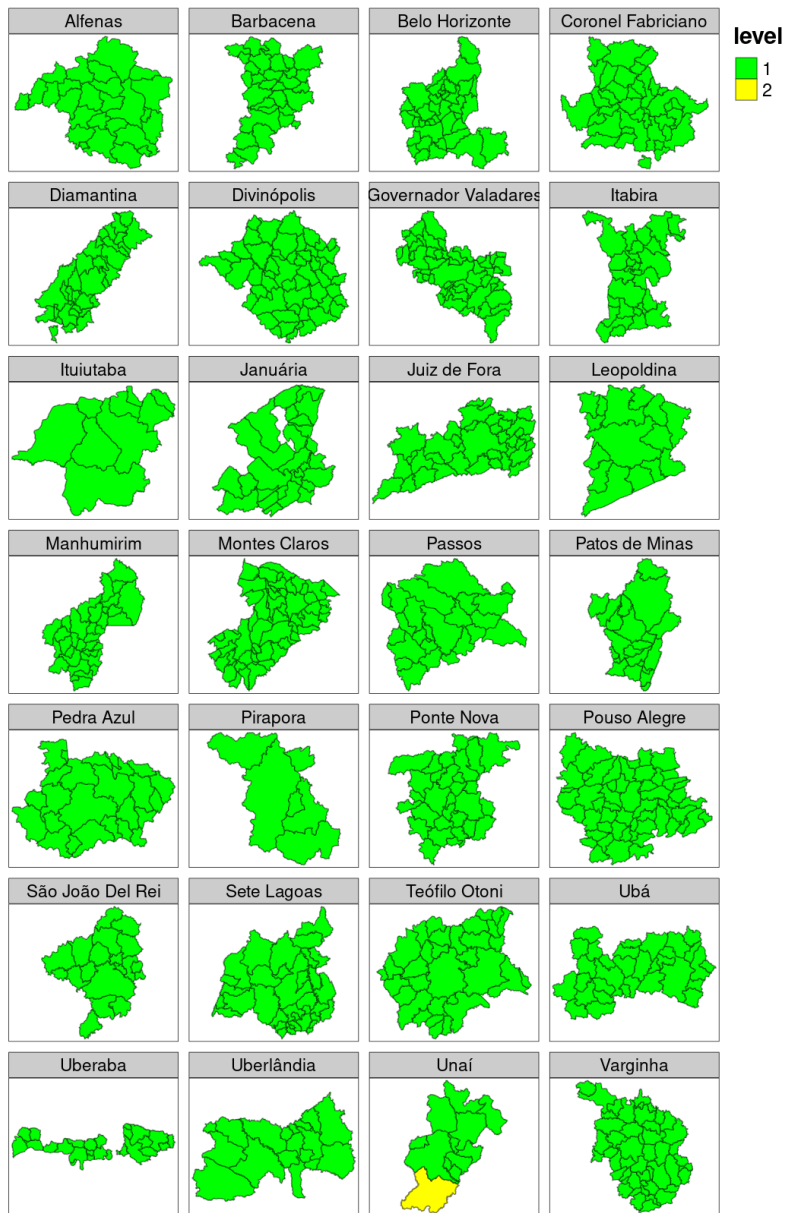 Alfenas
Barbacena
Belo Horizonte
Coronel Fabriciano
level
1
2
Diamantina
Divinópolis
Governador Valadares
Itabira
Ituiutaba
Januária
Juiz de Fora
Leopoldina
Manhumirim
Montes Claros
Passos
Patos de Minas
Pedra Azul
Pirapora
Ponte Nova
Pouso Alegre
São João Del Rei
Sete Lagoas
Teófilo Otoni
Ubá
Uberaba
Uberlândia
Unaí
Varginha